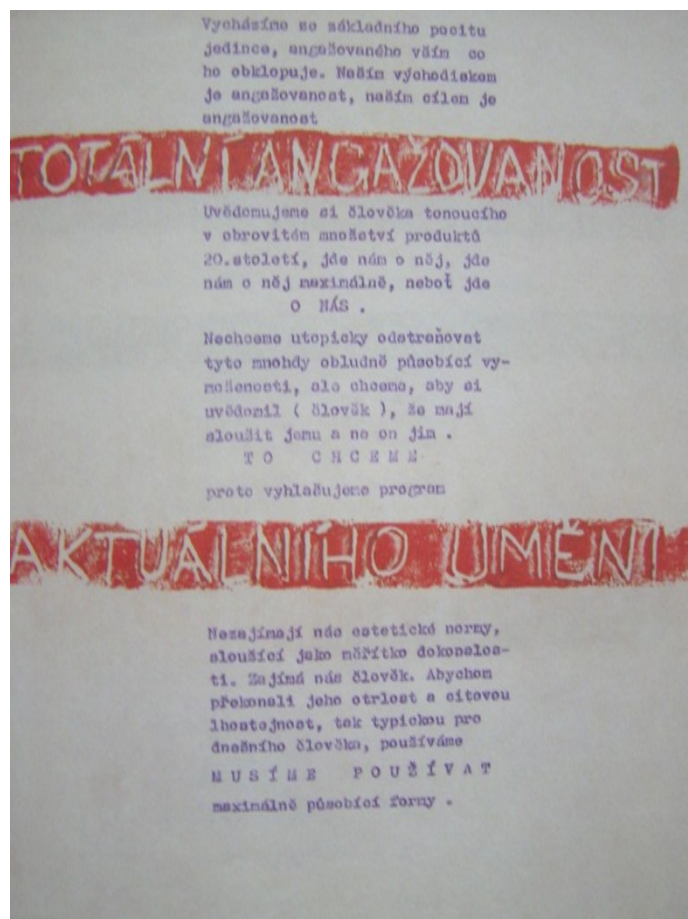 Vycházíme ze základního pocitu
jedince, angažovaného vším co
ho obklopuje. Naším východiskem
je angažovanost, naším cílem je
angažovanost
TOTÁLNÍ ANGAŽOVANOST
Uvědomujeme si člověka tonoucího
v obrovitém množství produktů
20.století, jde nám o něj, jde
nám o něj maximálně, neboť jde
O NÁS .
Nechceme utopicky odstraňovat
tyto mnohdy obludně působící vy-
moženosti, ale chceme, aby si
uvědomil ( člověk ), že mají
sloužit jemu a ne on jim .
T O C H C E M E
proto vyhlašujeme program
AKTUÁLNÍHO UMĚNÍ
Nezajímají nás estetické normy,
sloužící jako měřítko dokonalos-
ti. Zajímá nás člověk. Abychom
překonali jeho otrlost a citovou
lhostejnost, tak typickou pro
dnešního člověka, používáme
M U S Í M E P O U Ž Í V A T
maximálně působící formy .